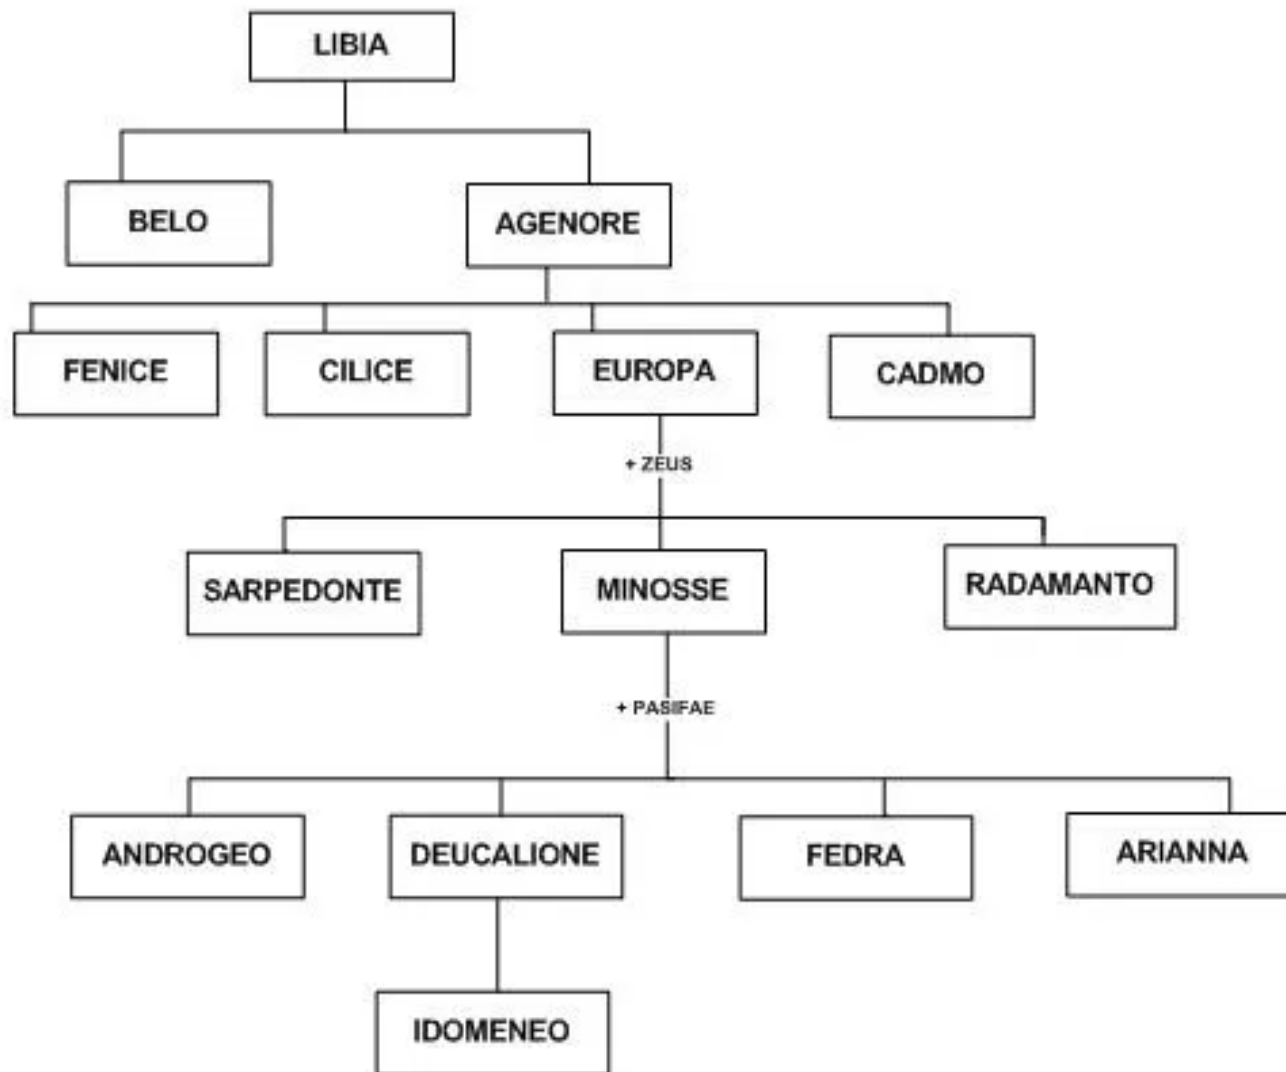 LIBIA
BELO
AGENORE
FENICE
CILICE
EUROPA
CADMO
+ ZEUS
SARPEDONTE
MINOSSE
RADAMANTO
+ PASIFAE
ANDROGEO
DEUCALIONE
FEDRA
ARIANNA
IDOMENEO